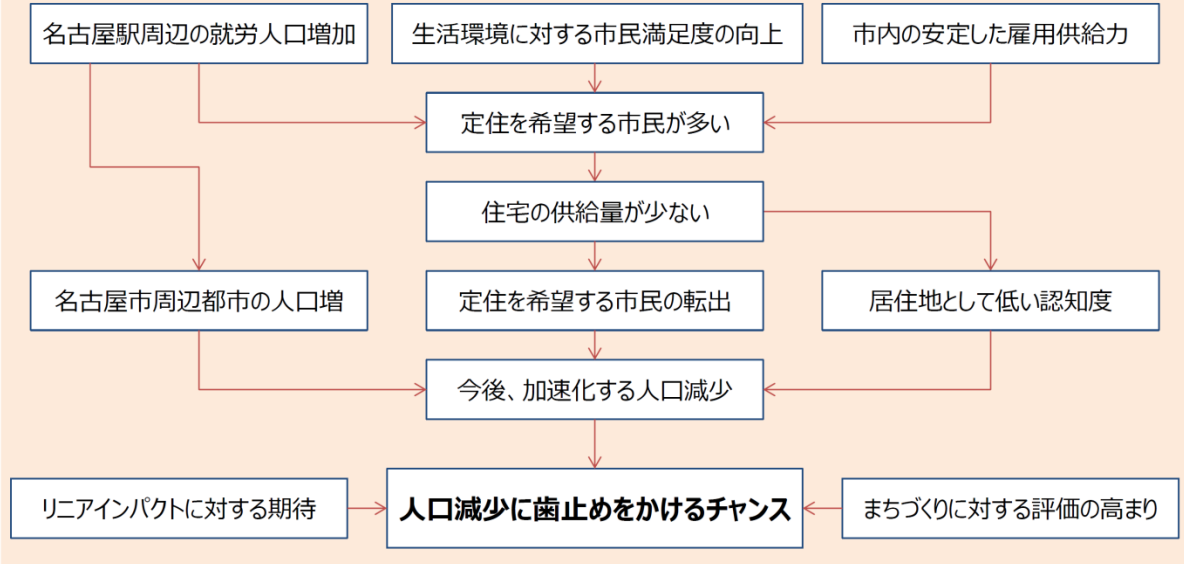 名古屋駅周辺の就労人口増加
生活環境に対する市民満足度の向上
市内の安定した雇用供給力
定住を希望する市民が多い
住宅の供給量が少ない
名古屋市周辺都市の人口増
定住を希望する市民の転出
居住地として低い認知度
今後、加速化する人口減少
リニアインパクトに対する期待
人口減少に歯止めをかけるチャンス
まちづくりに対する評価の高まり